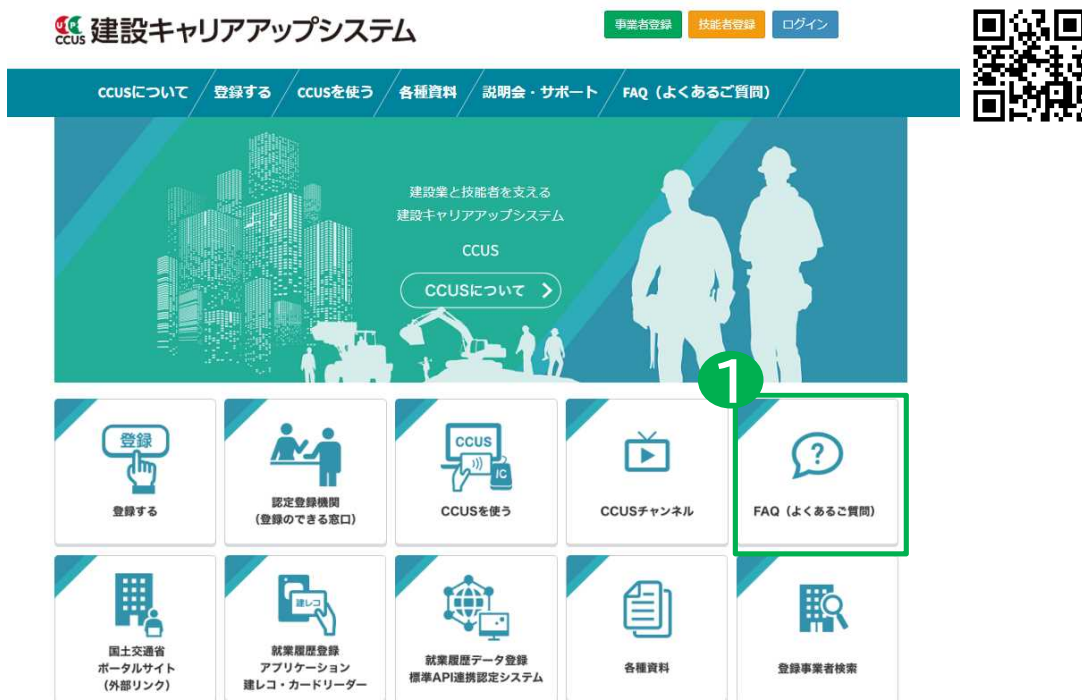 CCUS 建設キャリアアップシステム
事業者登録 技能者登録 ログイン
CCUSについて 登録する CCUSを使う 各種資料 説明会・サポート FAQ（よくあるご質問）
建設業と技能者を支える
建設キャリアアップシステム
CCUS
CCUSについて
1
登録
登録する
認定登録機関
（登録のできる窓口）
CCUS
IC
CCUSを使う
CCUSチャンネル
?
FAQ（よくあるご質問）
国土交通省
ポータルサイト
（外部リンク）
建レコ
就業履歴登録
アプリケーション
建レコ・カードリーダー
就業履歴データ登録
標準API連携認定システム
各種資料
登録事業者検索